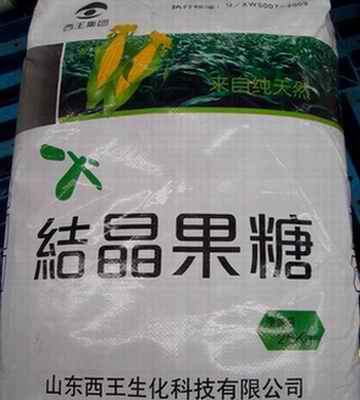 西王集团
来自纯天然
結晶果糖
山东西王生化科技有限公司